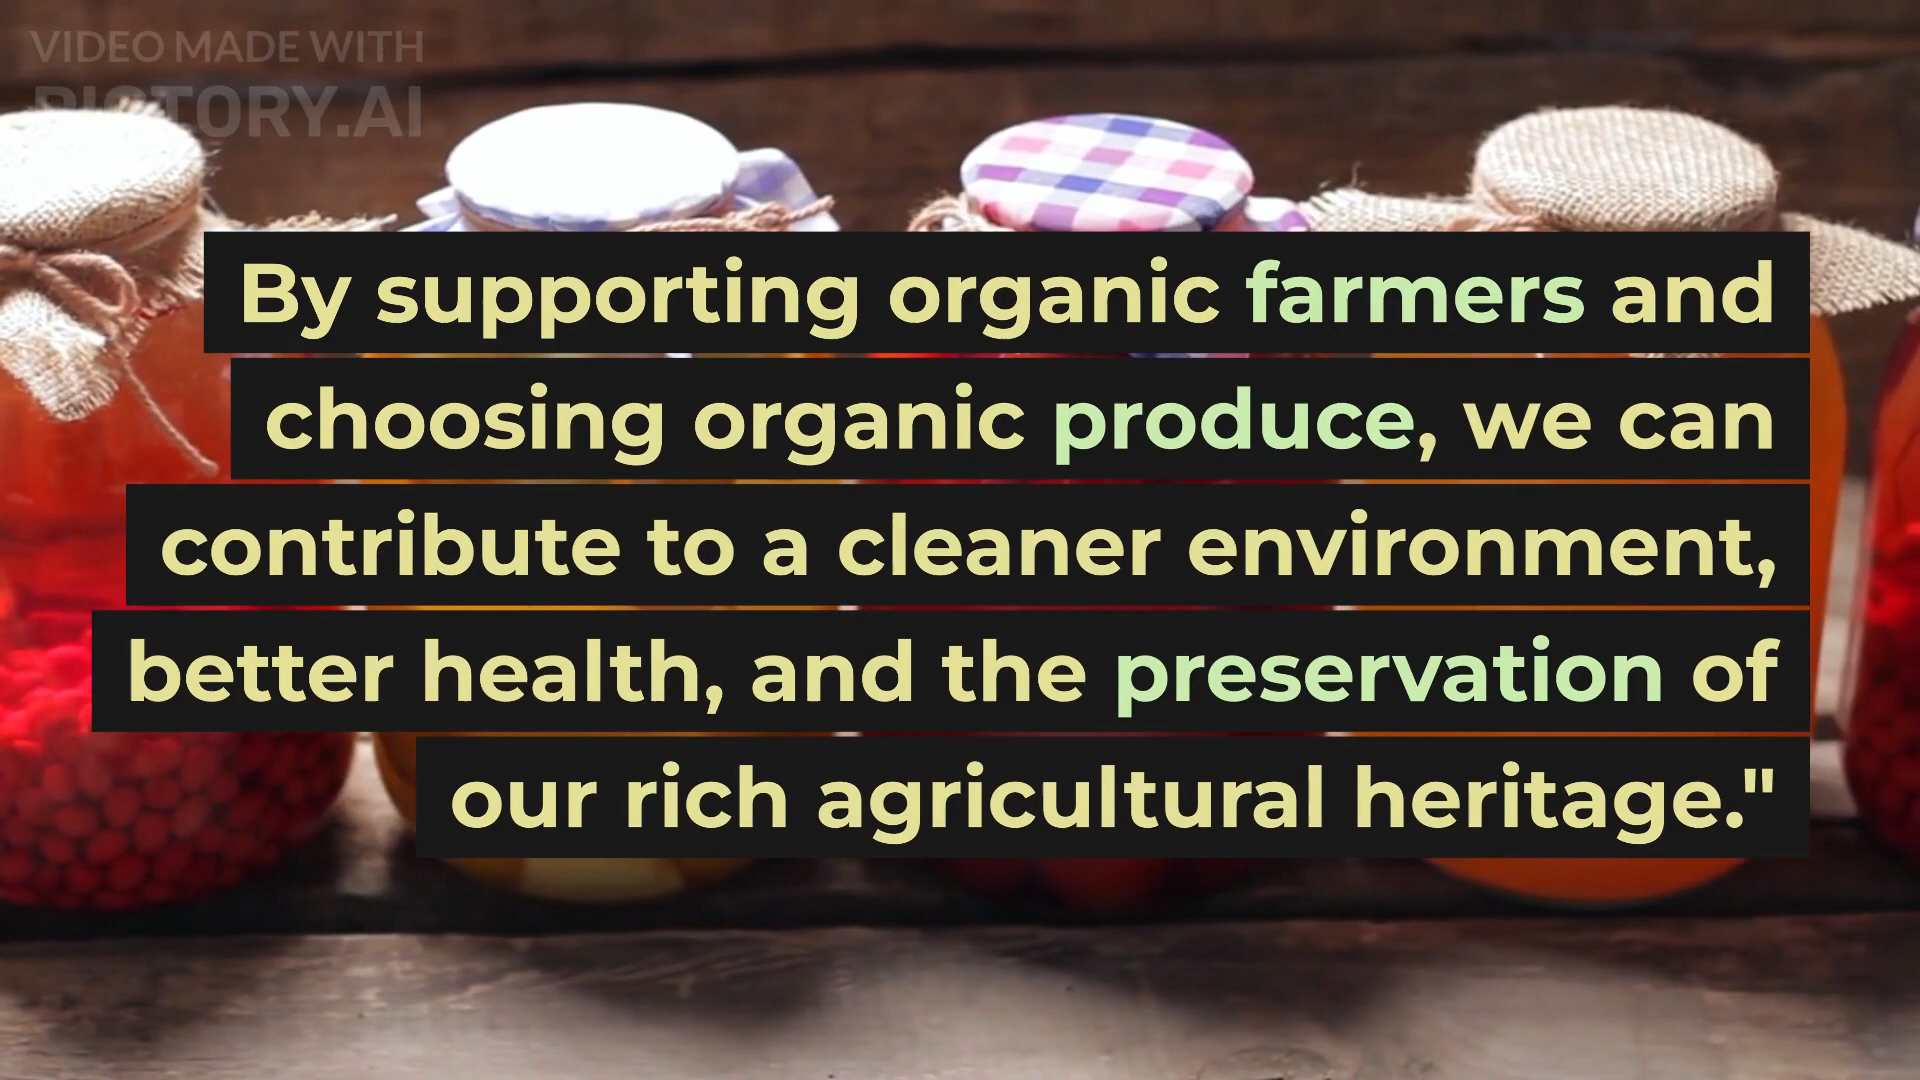 VIDEO MADE WITH
PICTORY.AI
By supporting organic farmers and
choosing organic produce, we can
contribute to a cleaner environment,
better health, and the preservation of
our rich agricultural heritage."